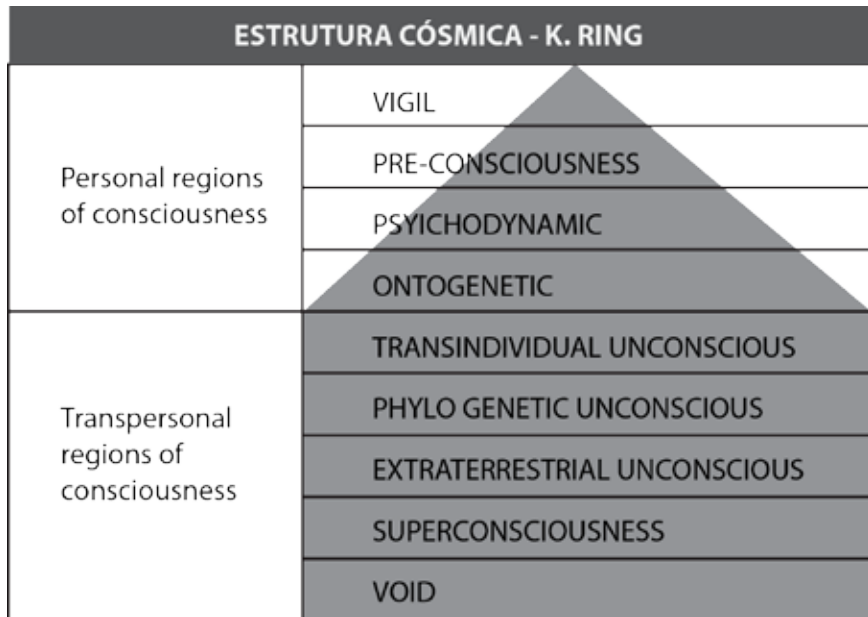 ESTRUTURA CÓSMICA - K. RING
Personal regions
of consciousness
VIGIL
PRE-CONSCIOUSNESS
PSYICHODYNAMIC
ONTOGENETIC
Transpersonal
regions of
consciousness
TRANSINDIVIDUAL UNCONSCIOUS
PHYLO GENETIC UNCONSCIOUS
EXTRATERRESTRIAL UNCONSCIOUS
SUPERCONSCIOUSNESS
VOID